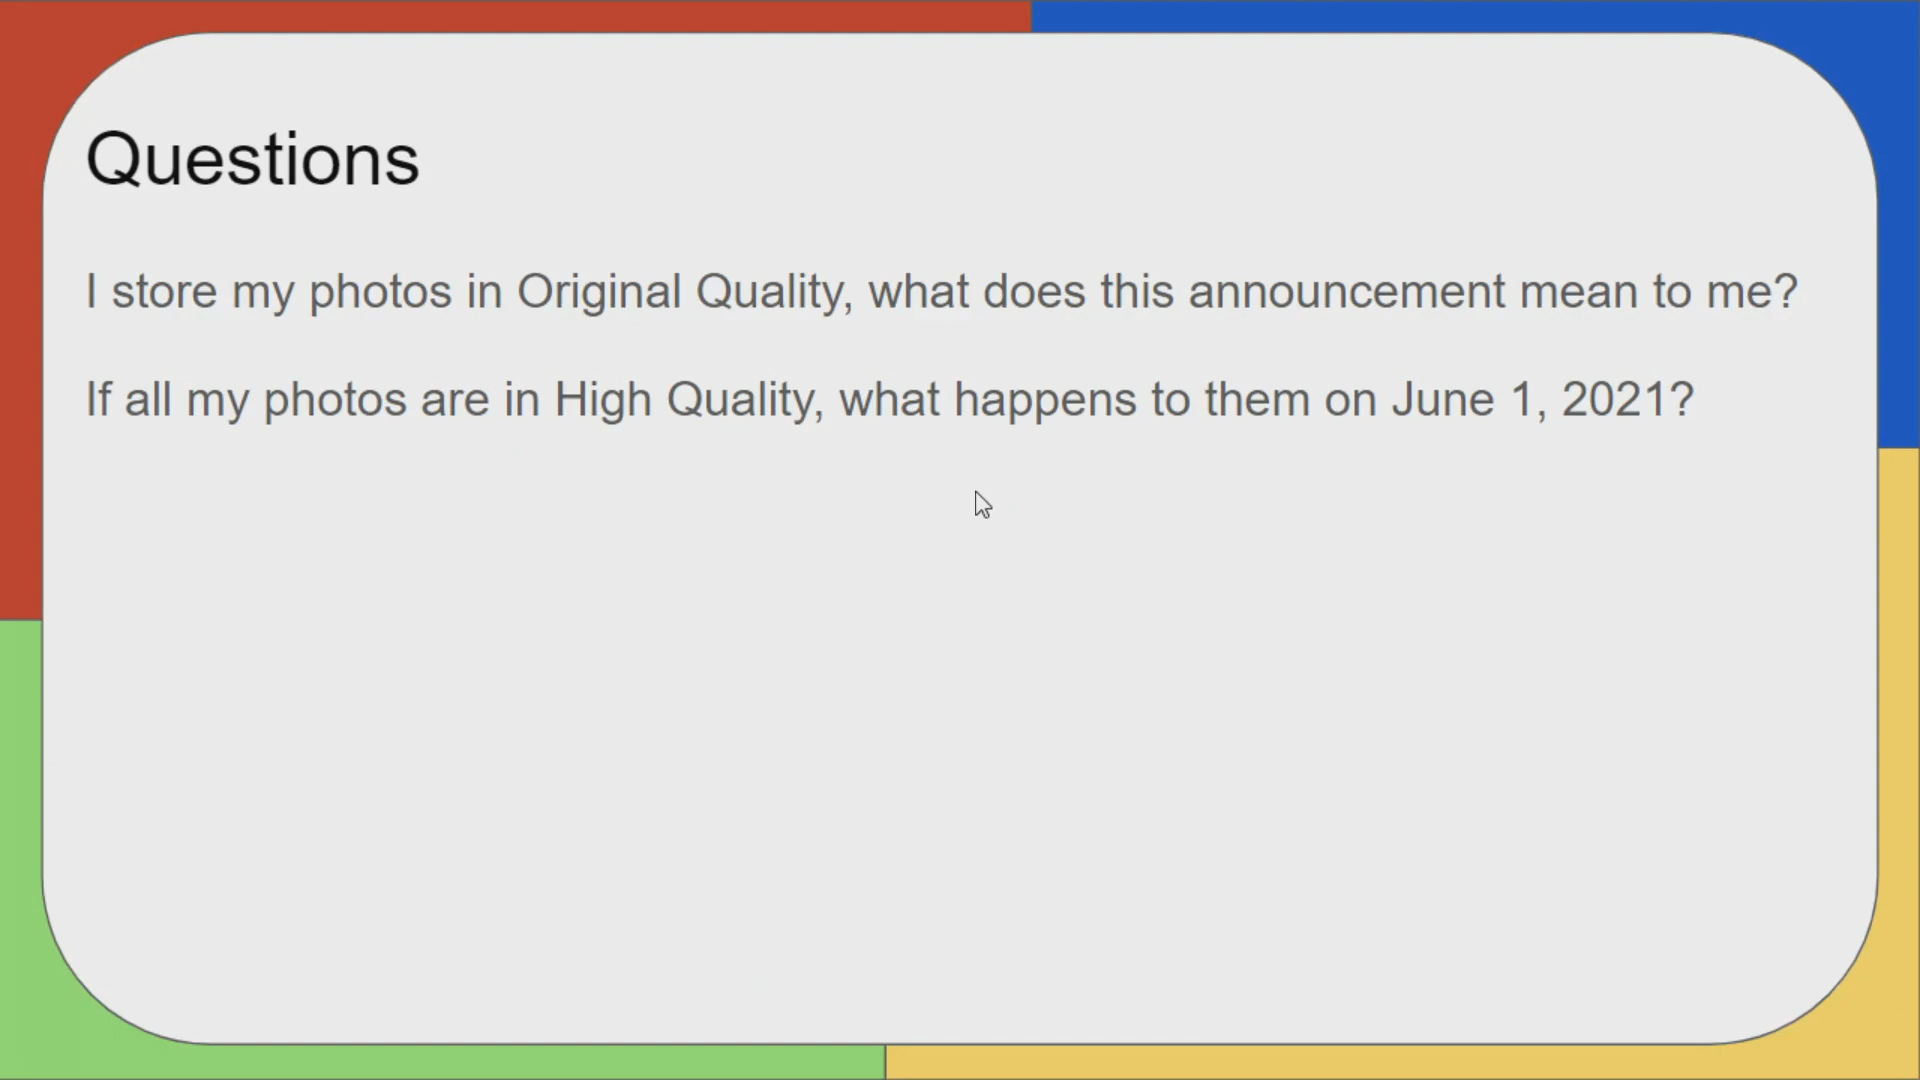 Questions
I store my photos in Original Quality, what does this announcement mean to me?
If all my photos are in High Quality, what happens to them on June 1, 2021?